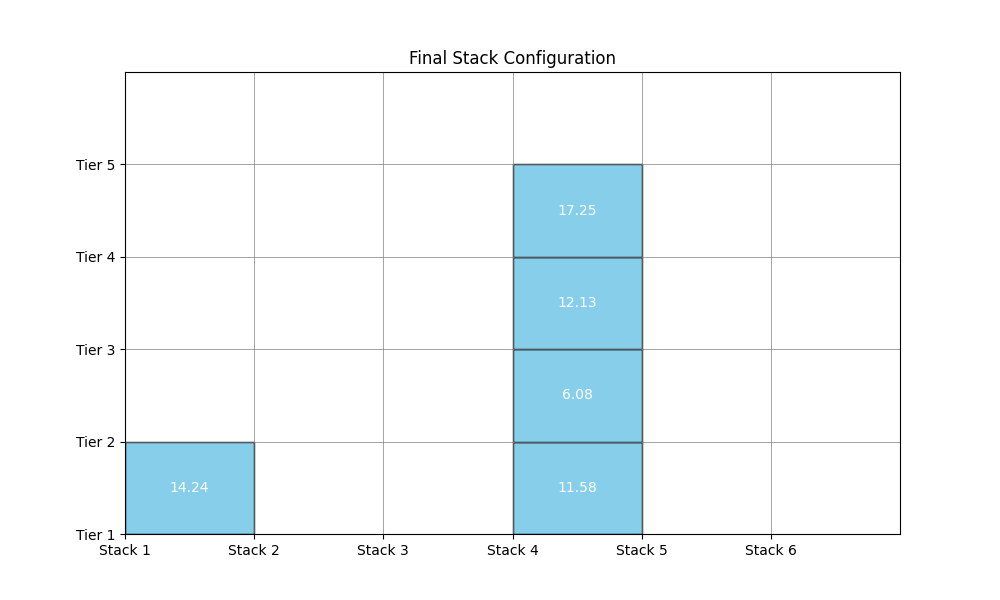 Final Stack Configuration
Tier 5
17.25
Tier 4
12.13
Tier 3
6.08
Tier 2
14.24
11.58
Tier 1
Stack 1 Stack 2 Stack 3 Stack 4 Stack 5 Stack 6